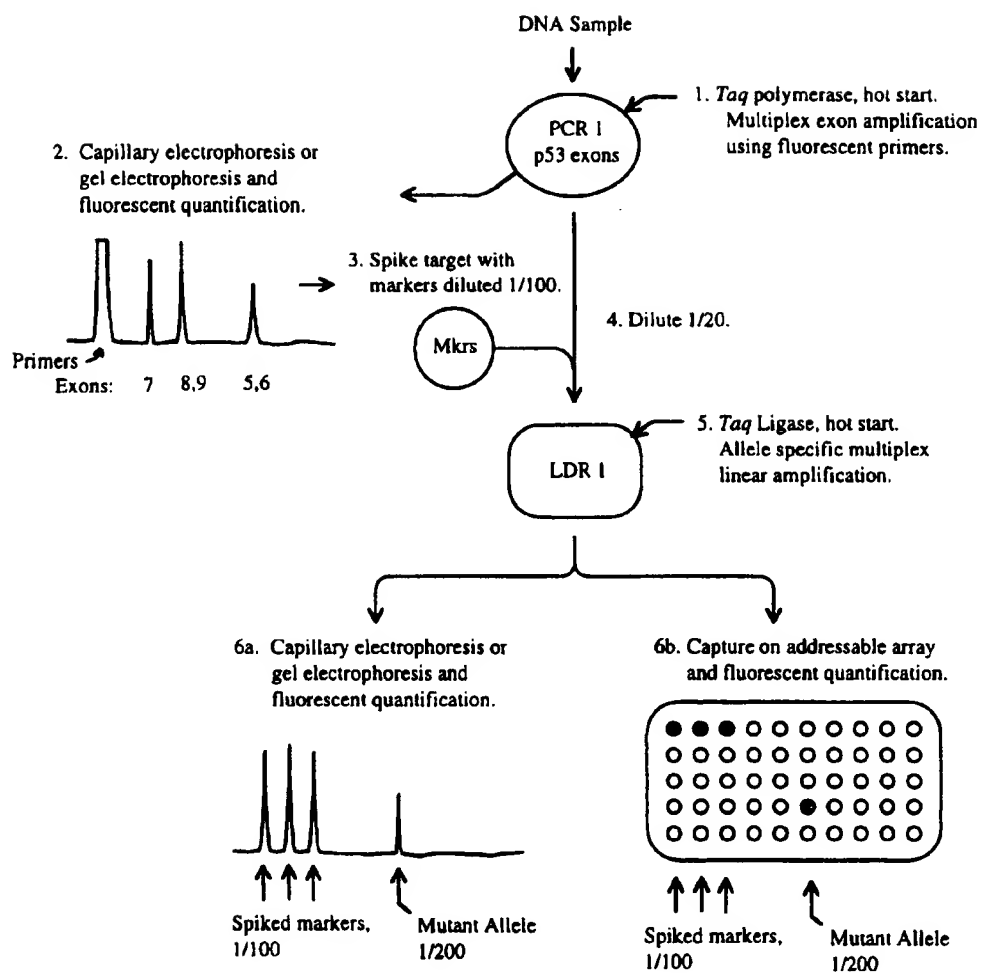 DNA Sample
PCR 1
p53 exons
1. Taq polymerase, hot start.
Multiplex exon amplification
using fluorescent primers.
2. Capillary electrophoresis or
gel electrophoresis and
fluorescent quantification.
Primers
Exons: 7 8,9 5,6
3. Spike target with
markers diluted 1/100.
Mkrs
4. Dilute 1/20.
LDR 1
5. Taq Ligase, hot start.
Allele specific multiplex
linear amplification.
6a. Capillary electrophoresis or
gel electrophoresis and
fluorescent quantification.
Spiked markers,
1/100
Mutant Allele
1/200
6b. Capture on addressable array
and fluorescent quantification.
Spiked markers,
1/100
Mutant Allele
1/200